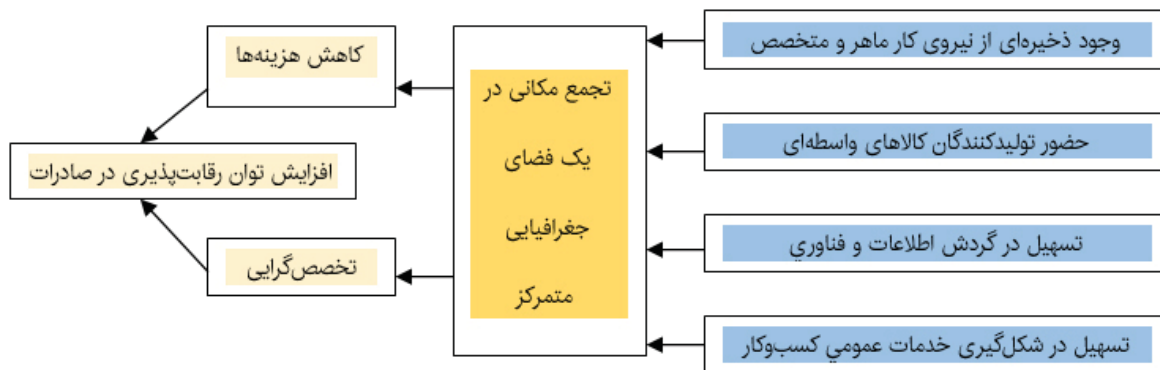 وجود ذخیره‌ای از نیروی کار ماهر و متخصص
حضور تولیدکنندگان کالاهای واسطه‌ای
تسهیل در گردش اطلاعات و فناوري
تسهیل در شکل‌گیری خدمات عمومي کسب‌وکار
تجمع مکانی در
یک فضای
جغرافیایی
متمرکز
کاهش هزینه‌ها
تخصص‌گرایی
افزایش توان رقابت‌پذیری در صادرات